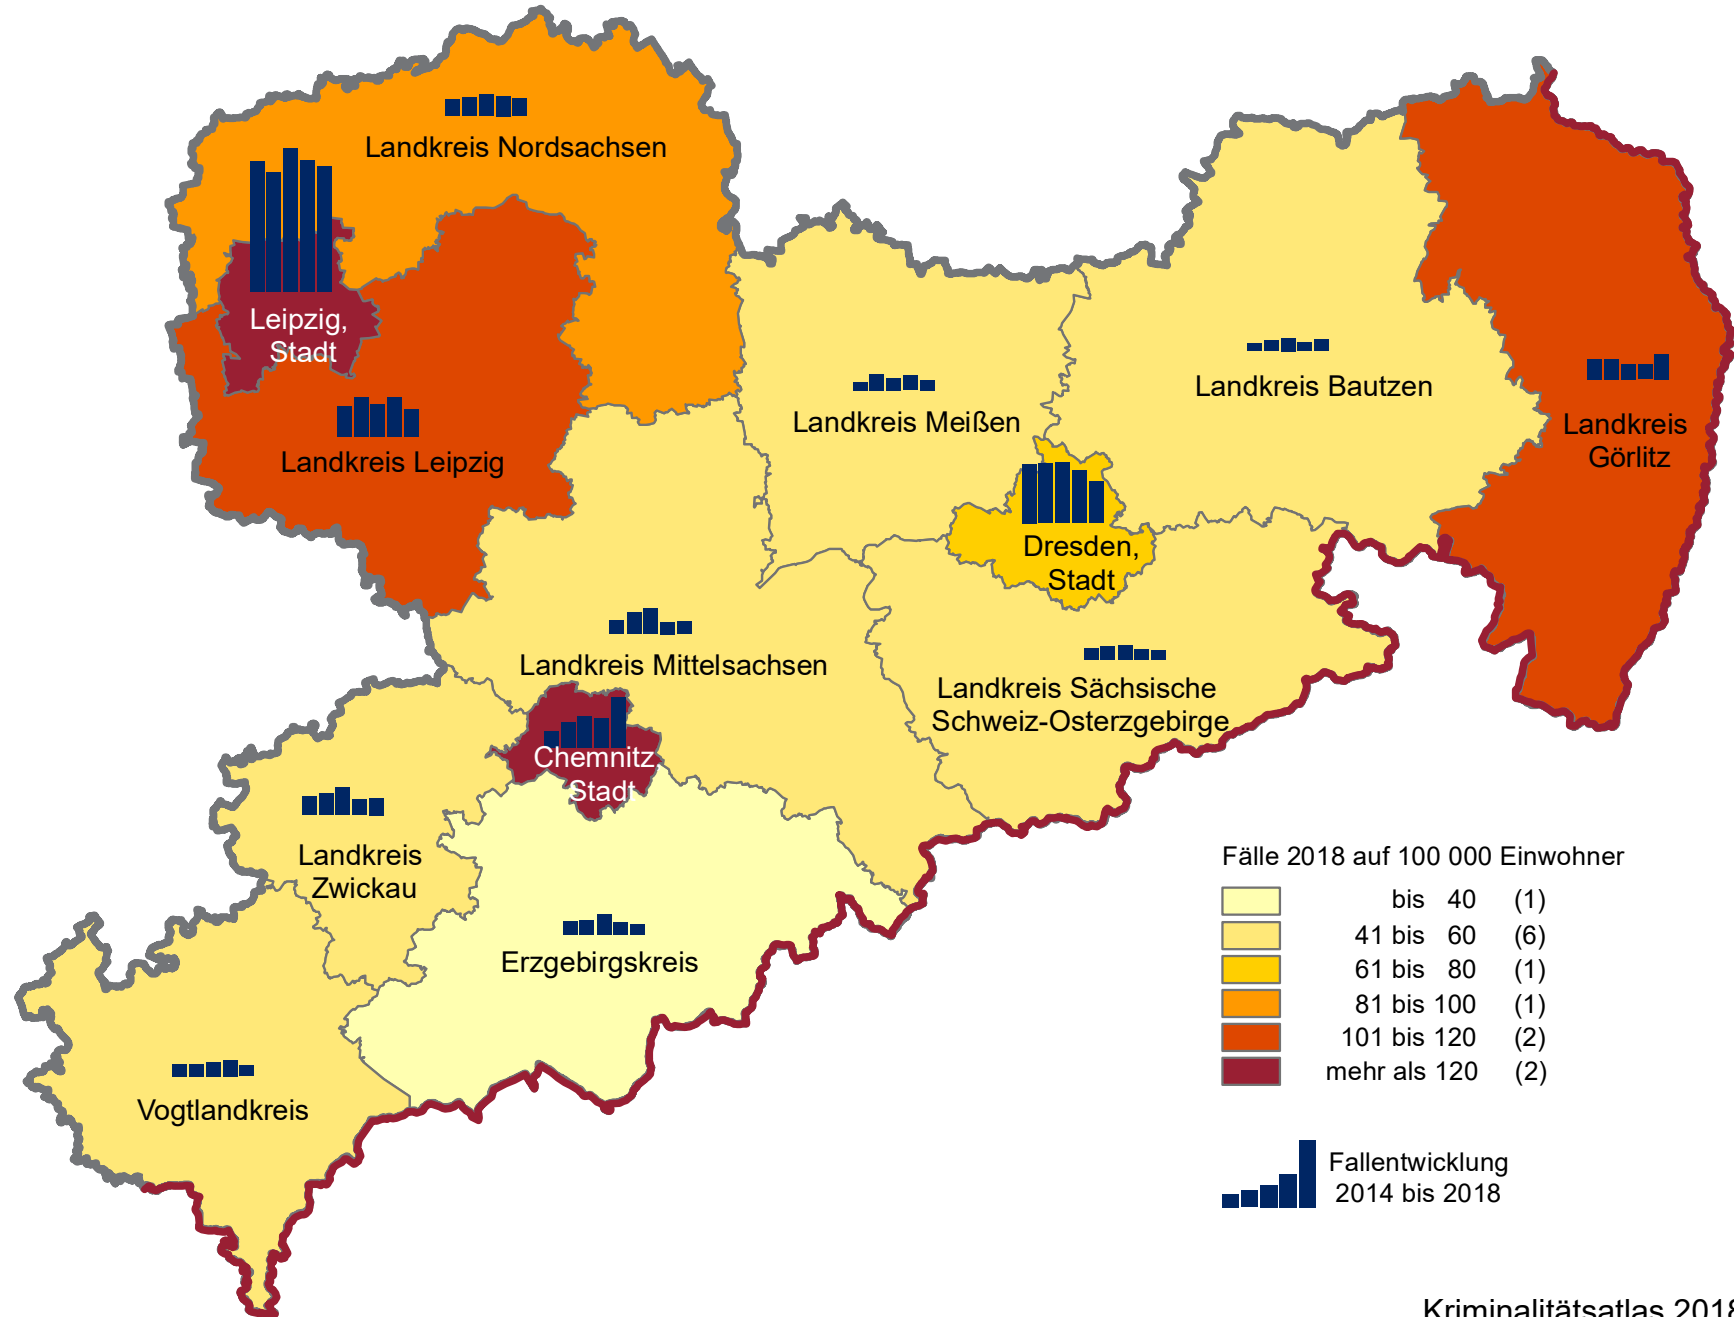 Landkreis Nordsachsen
Leipzig,
Stadt
Landkreis Leipzig
Landkreis Meißen
Landkreis Bautzen
Landkreis
Görlitz
Dresden,
Stadt
Landkreis Mittelsachsen
Landkreis Sächsische
Schweiz-Osterzgebirge
Chemnitz,
Stadt
Landkreis
Zwickau
Erzgebirgskreis
Vogtlandkreis
Fälle 2018 auf 100 000 Einwohner
bis 40 (1)
41 bis 60 (6)
61 bis 80 (1)
81 bis 100 (1)
101 bis 120 (2)
mehr als 120 (2)
Fallentwicklung
2014 bis 2018
Kriminalitätsatlas 2018